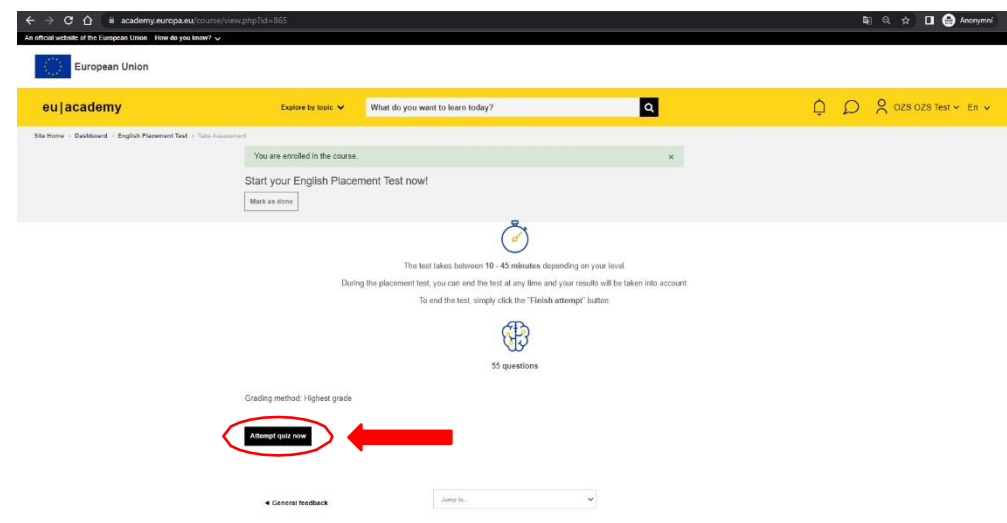 academy.europa.eu/course/view.php?id=865
Anonymní
An official website of the European Union How do you know?
European Union
eu|academy
Explore by topic
What do you want to learn today?
OZS OZS Test
En
Site Home - Dashboard - English Placement Test - Take Assessment
You are enrolled in the course.
×
Start your English Placement Test now!
Mark as done
The test takes between 10 - 45 minutes depending on your level.
During the placement test, you can end the test at any time and your results will be taken into account.
To end the test, simply click the "Finish attempt" button.
55 questions
Grading method: Highest grade
Attempt quiz now
◄ General feedback
Jump to...